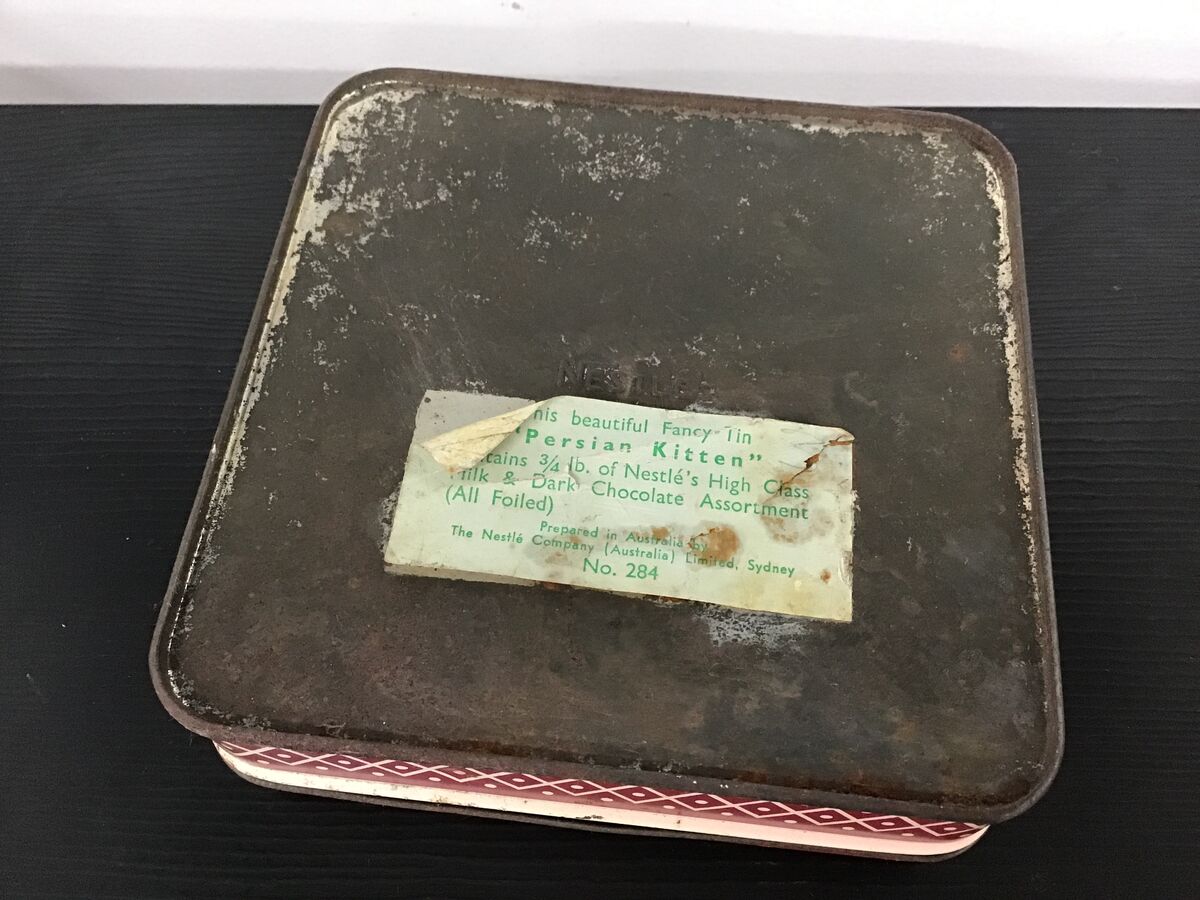 NESTLÉ'S
his beautiful Fancy Tin
"Persian Kitten"
tains 3/4 lb. of Nestlé's High Class
Milk & Dark Chocolate Assortment
(All Foiled)
Prepared in Australia by
The Nestlé Company (Australia) Limited, Sydney
No. 284